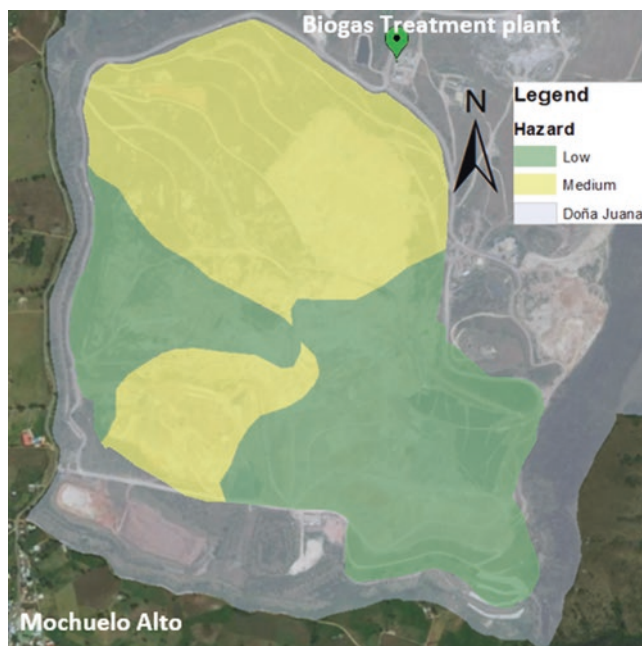 Biogas Treatment plant
N
Legend
Hazard
Low
Medium
Doña Juana
Mochuelo Alto